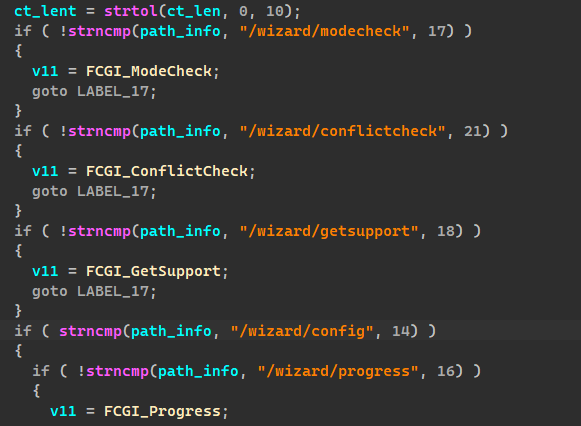 ct_lent = strtol(ct_len, 0, 10);
if ( !strncmp(path_info, "/wizard/modecheck", 17) )
{
v11 = FCGI_ModeCheck;
goto LABEL_17;
}
if ( !strncmp(path_info, "/wizard/conflictcheck", 21) )
{
v11 = FCGI_ConflictCheck;
goto LABEL_17;
}
if ( !strncmp(path_info, "/wizard/getsupport", 18) )
{
v11 = FCGI_GetSupport;
goto LABEL_17;
}
if ( strncmp(path_info, "/wizard/config", 14) )
{
if ( !strncmp(path_info, "/wizard/progress", 16) )
{
v11 = FCGI_Progress;